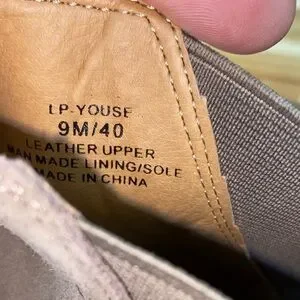 LP-YOUSE
9M/40
LEATHER UPPER
MAN MADE LINING/SOLE
MADE IN CHINA